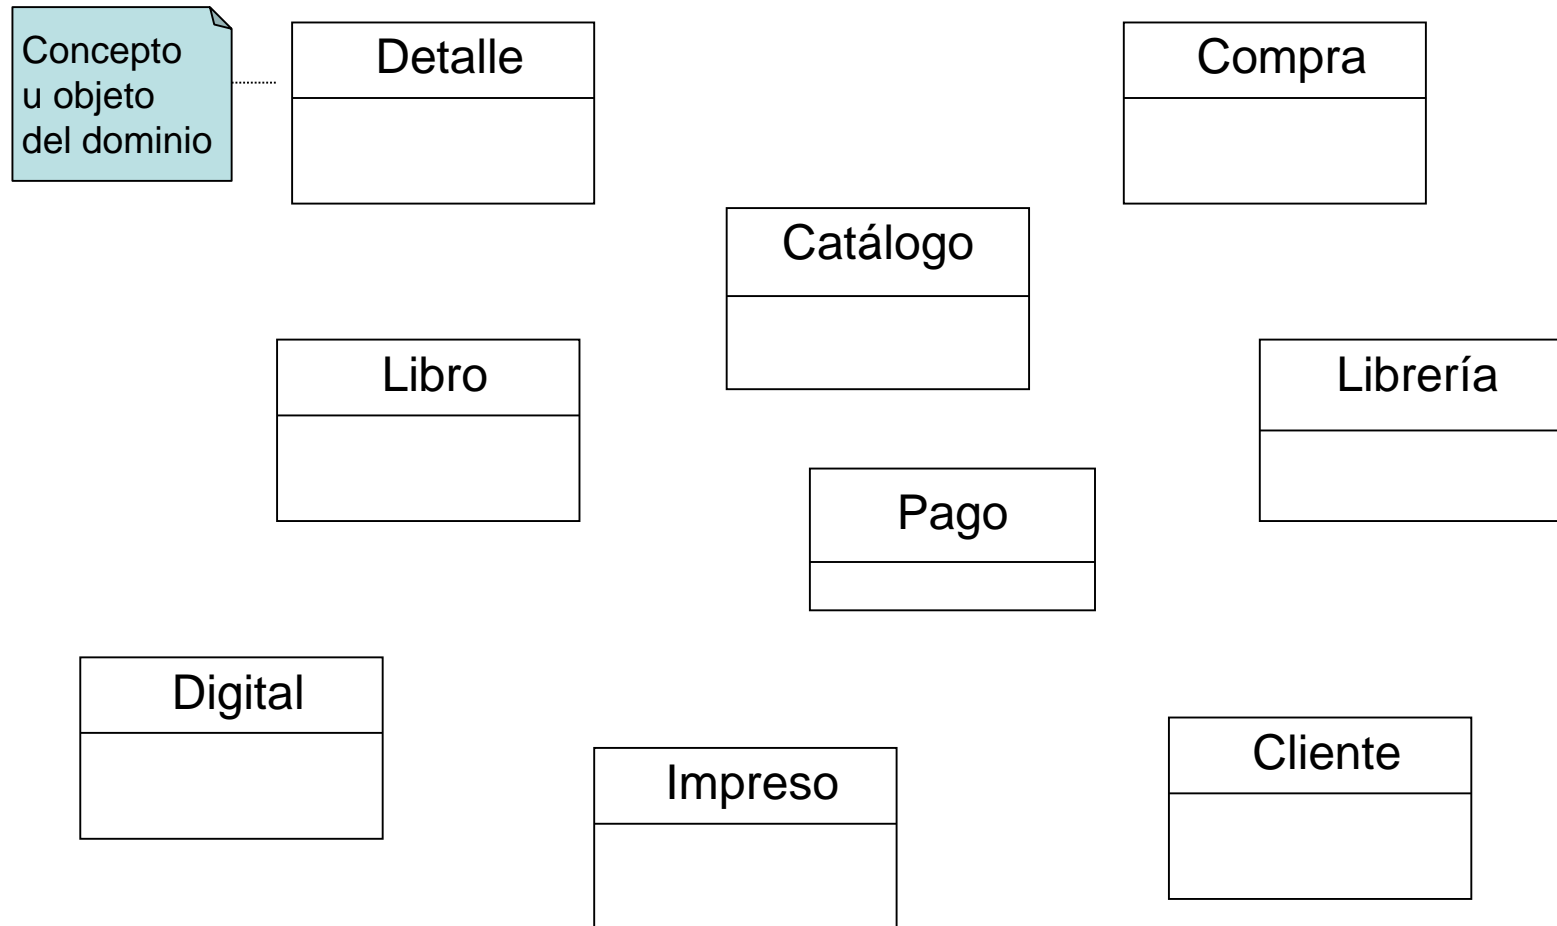 Concepto
u objeto
del dominio
Detalle
Compra
Catálogo
Libro
Librería
Pago
Digital
Impreso
Cliente